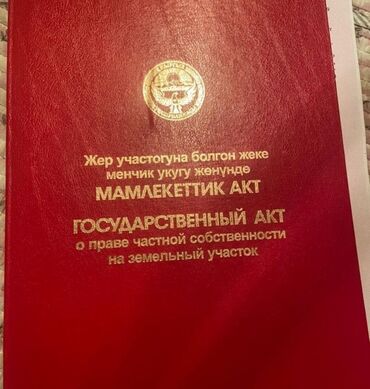 Жер участогуна болгон жеке
менчик укугу жөнүндө
МАМЛЕКЕТТИК АКТ
ГОСУДАРСТВЕННЫЙ АКТ
о праве частной собственности
на земельный участок